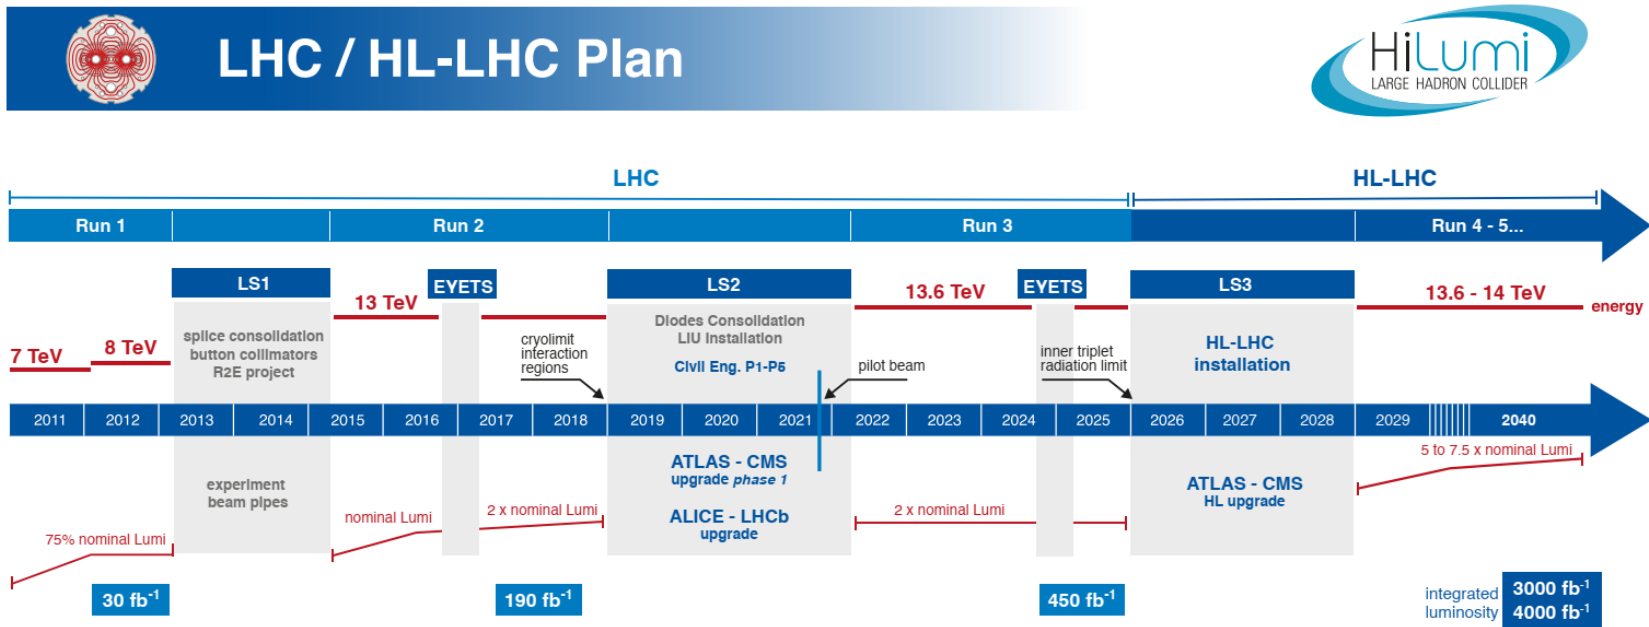 LHC / HL-LHC Plan
HiLumi
LARGE HADRON COLLIDER
LHC
HL-LHC
Run 1
Run 2
Run 3
Run 4 - 5...
LS1
EYETS
LS2
EYETS
LS3
13 TeV
13.6 TeV
13.6 - 14 TeV
energy
7 TeV
8 TeV
splice consolidation
button collimators
R2E project
cryolimit
interaction
regions
Diodes Consolidation
LIU Installation
Civil Eng. P1-P5
pilot beam
inner triplet
radiation limit
HL-LHC
installation
2011
2012
2013
2014
2015
2016
2017
2018
2019
2020
2021
2022
2023
2024
2025
2026
2027
2028
2029
2040
5 to 7.5 x nominal Lumi
experiment
beam pipes
ATLAS - CMS
upgrade phase 1
ALICE - LHCb
upgrade
ATLAS - CMS
HL upgrade
75% nominal Lumi
nominal Lumi
2 x nominal Lumi
2 x nominal Lumi
30 fb-1
190 fb-1
450 fb-1
integrated
luminosity
3000 fb-1
4000 fb-1